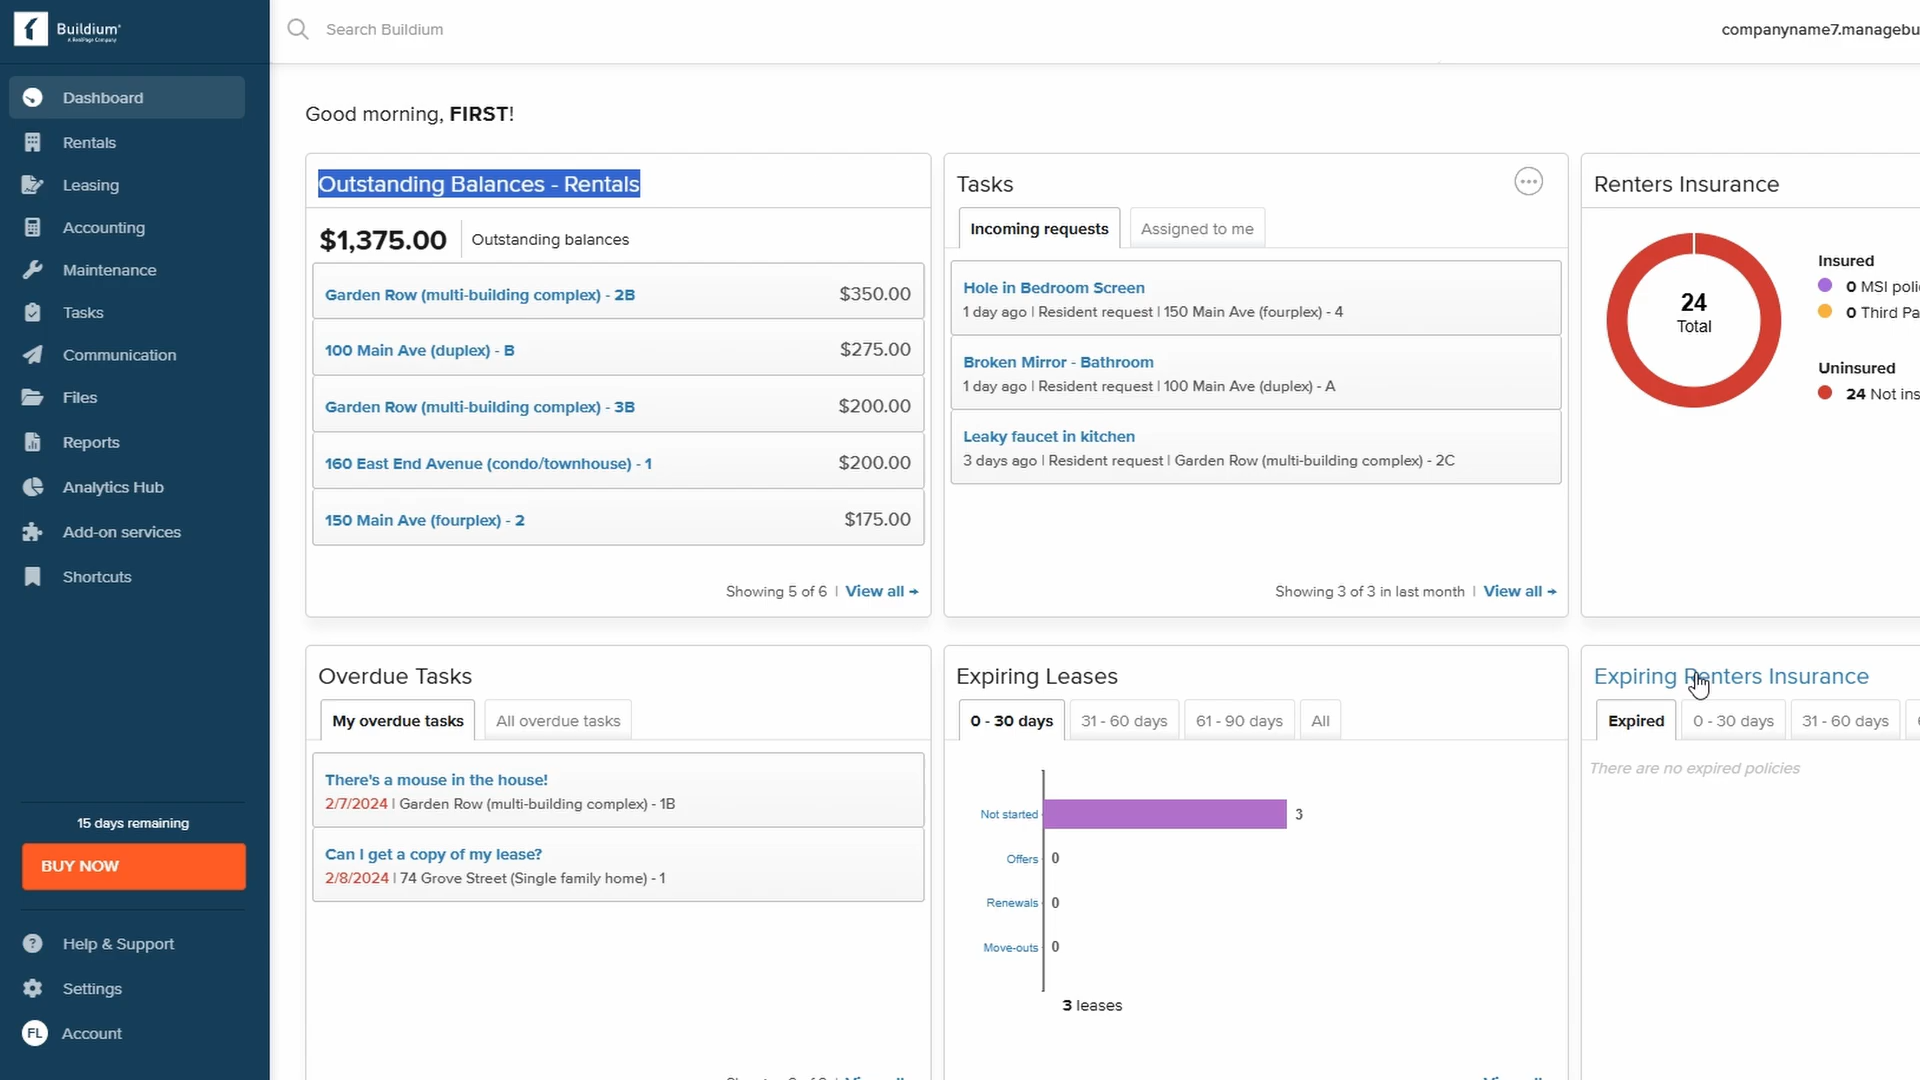 Buildium
A RealPage Company
Search Buildium
companyname7.managebu
Dashboard
Rentals
Leasing
Accounting
Maintenance
Tasks
Communication
Files
Reports
Analytics Hub
Add-on services
Shortcuts
15 days remaining
BUY NOW
Help & Support
Settings
FL Account
Good morning, FIRST!
Outstanding Balances - Rentals
$1,375.00 Outstanding balances
Garden Row (multi-building complex) - 2B $350.00
100 Main Ave (duplex) - B $275.00
Garden Row (multi-building complex) - 3B $200.00
160 East End Avenue (condo/townhouse) - 1 $200.00
150 Main Ave (fourplex) - 2 $175.00
Showing 5 of 6 | View all →
Tasks
Incoming requests Assigned to me
Hole in Bedroom Screen
1 day ago | Resident request | 150 Main Ave (fourplex) - 4
Broken Mirror - Bathroom
1 day ago | Resident request | 100 Main Ave (duplex) - A
Leaky faucet in kitchen
3 days ago | Resident request | Garden Row (multi-building complex) - 2C
Showing 3 of 3 in last month | View all →
Renters Insurance
24
Total
Insured
0 MSI poli
0 Third Pa
Uninsured
24 Not ins
Overdue Tasks
My overdue tasks All overdue tasks
There's a mouse in the house!
2/7/2024 | Garden Row (multi-building complex) - 1B
Can I get a copy of my lease?
2/8/2024 | 74 Grove Street (Single family home) - 1
Expiring Leases
0 - 30 days 31 - 60 days 61 - 90 days All
Not started 3
Offers 0
Renewals 0
Move-outs 0
3 leases
Expiring Renters Insurance
Expired 0 - 30 days 31 - 60 days
There are no expired policies